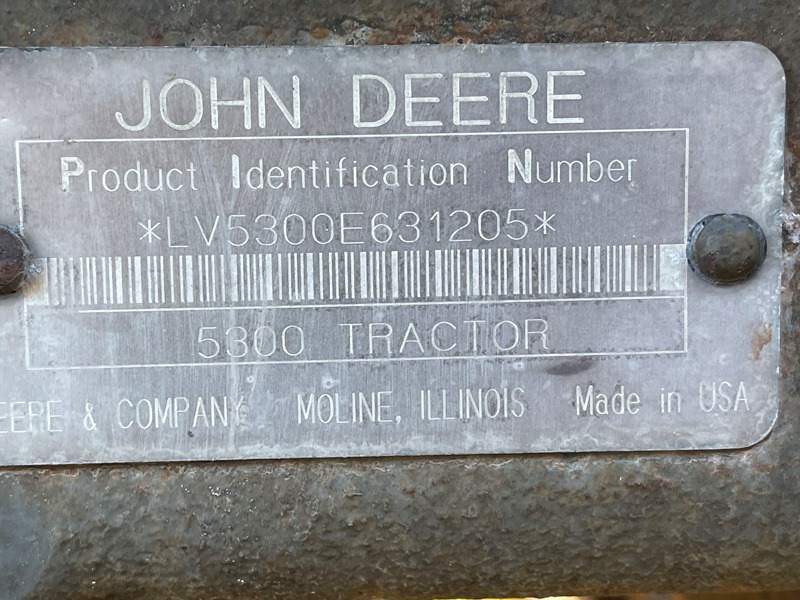 JOHN DEERE
Product Identification Number
*LV5300E631205*
5300 TRACTOR
EERE & COMPANY MOLINE, ILLINOIS Made in USA